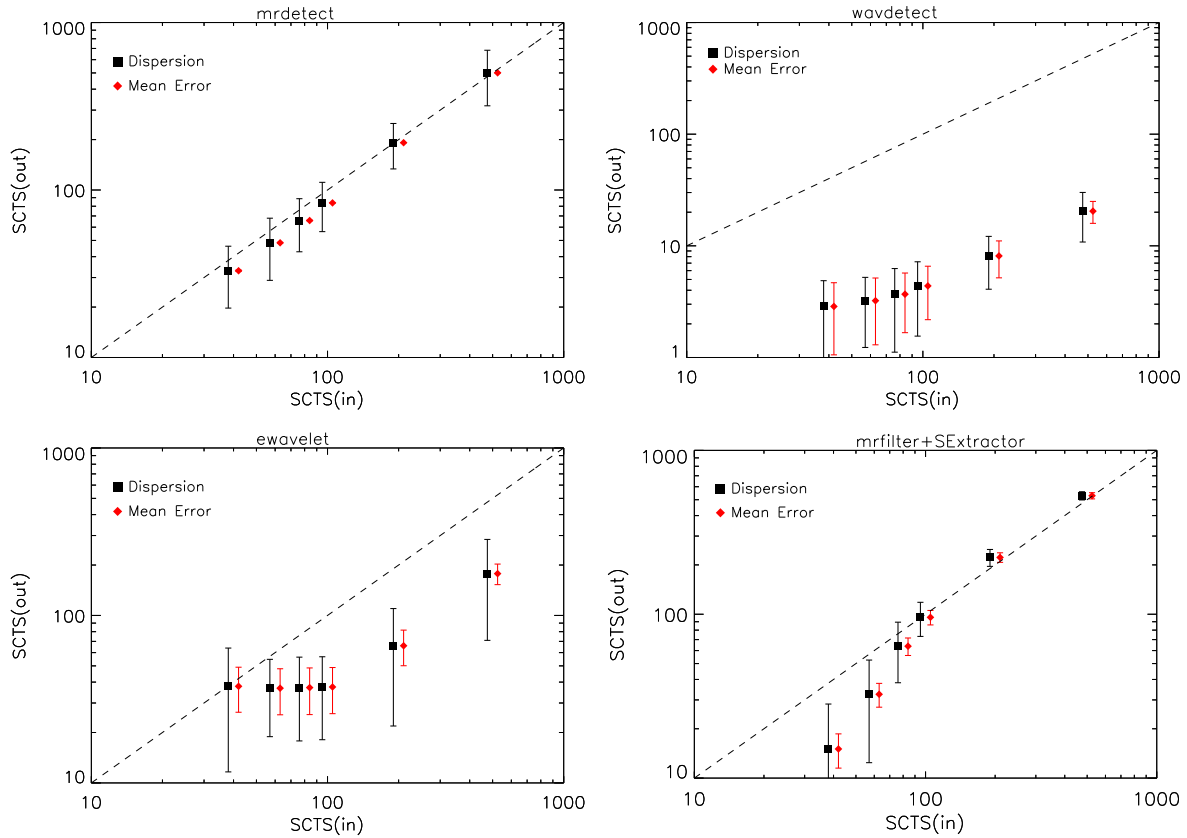 mrdetect
1000
Dispersion
Mean Error
100
10
SCTS(out)
10
100
1000
SCTS(in)
wavdetect
1000
Dispersion
Mean Error
100
10
1
SCTS(out)
10
100
1000
SCTS(in)
ewavelet
1000
Dispersion
Mean Error
100
10
SCTS(out)
10
100
1000
SCTS(in)
mrfilter+SExtractor
1000
Dispersion
Mean Error
100
10
SCTS(out)
10
100
1000
SCTS(in)